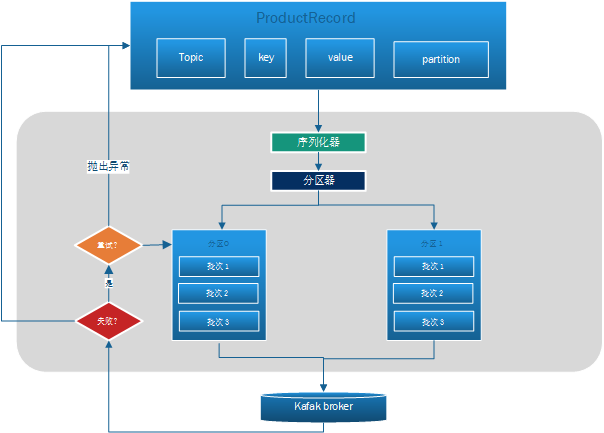 ProductRecord
Topic
key
value
partition
序列化器
分区器
抛出异常
重试?
分区0
批次 1
批次 2
批次 3
分区 1
批次 1
批次 2
批次 3
是
失败?
Kafak broker